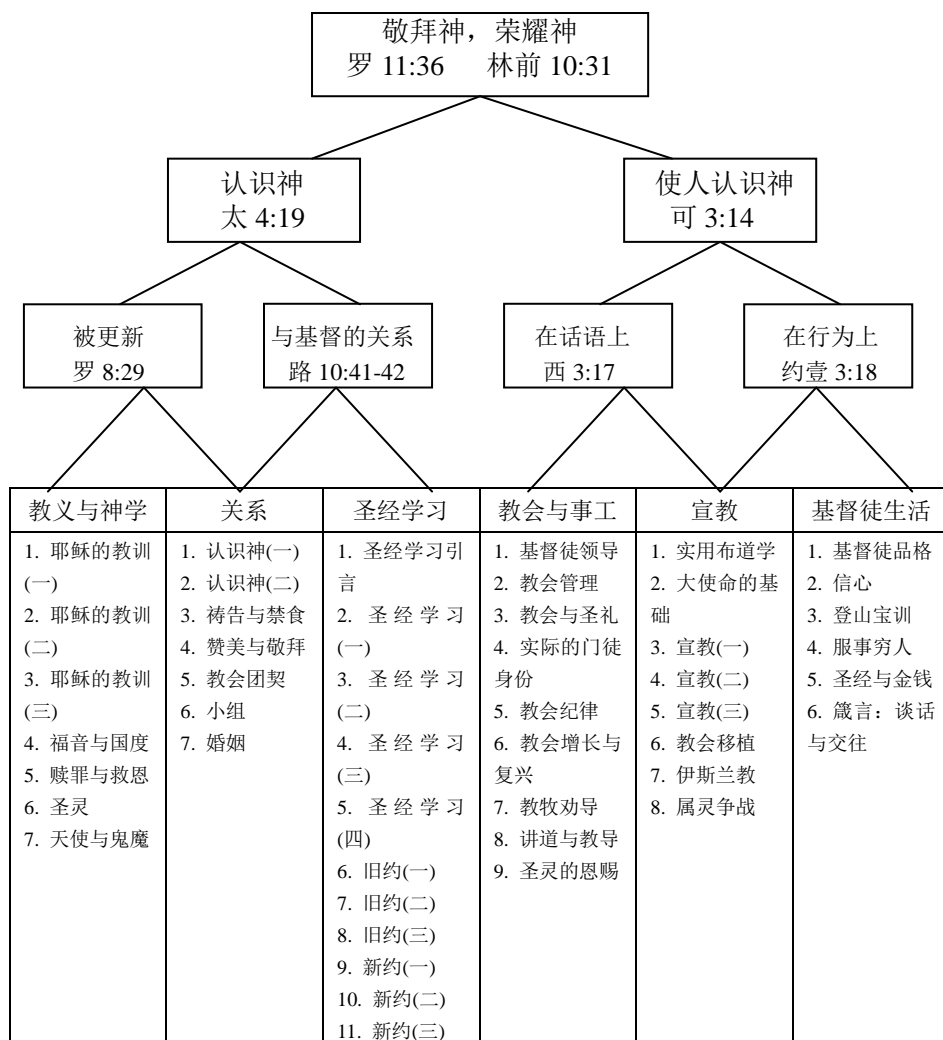 敬拜神，荣耀神
罗 11:36 林前 10:31
认识神
太 4:19
使人认识神
可 3:14
被更新
罗 8:29
与基督的关系
路 10:41-42
在话语上
西 3:17
在行为上
约壹 3:18
教义与神学
1. 耶稣的教训
(一)
2. 耶稣的教训
(二)
3. 耶稣的教训
(三)
4. 福音与国度
5. 赎罪与救恩
6. 圣灵
7. 天使与鬼魔
关系
1. 认识神(一)
2. 认识神(二)
3. 祷告与禁食
4. 赞美与敬拜
5. 教会团契
6. 小组
7. 婚姻
圣经学习
1. 圣经学习引
言
2. 圣经学习
(一)
3. 圣经学习
(二)
4. 圣经学习
(三)
5. 圣经学习
(四)
6. 旧约(一)
7. 旧约(二)
8. 旧约(三)
9. 新约(一)
10. 新约(二)
11. 新约(三)
教会与事工
1. 基督徒领导
2. 教会管理
3. 教会与圣礼
4. 实际的门徒
身份
5. 教会纪律
6. 教会增长与
复兴
7. 教牧劝导
8. 讲道与教导
9. 圣灵的恩赐
宣教
1. 实用布道学
2. 大使命的基
础
3. 宣教(一)
4. 宣教(二)
5. 宣教(三)
6. 教会移植
7. 伊斯兰教
8. 属灵争战
基督徒生活
1. 基督徒品格
2. 信心
3. 登山宝训
4. 服事穷人
5. 圣经与金钱
6. 箴言：谈话
与交往